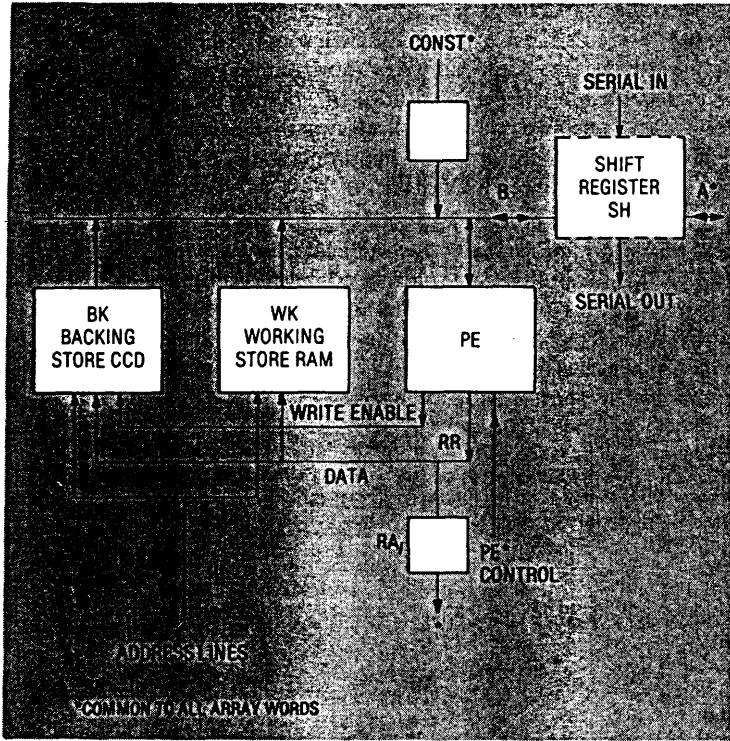 CONST*
SERIAL IN
SHIFT
REGISTER
SH
B
A*
SERIAL OUT
BK
BACKING
STORE CCD
WK
WORKING
STORE RAM
PE
WRITE ENABLE
RR
DATA
RA
PE*
CONTROL
*
ADDRESS LINES
*COMMON TO ALL ARRAY WORDS